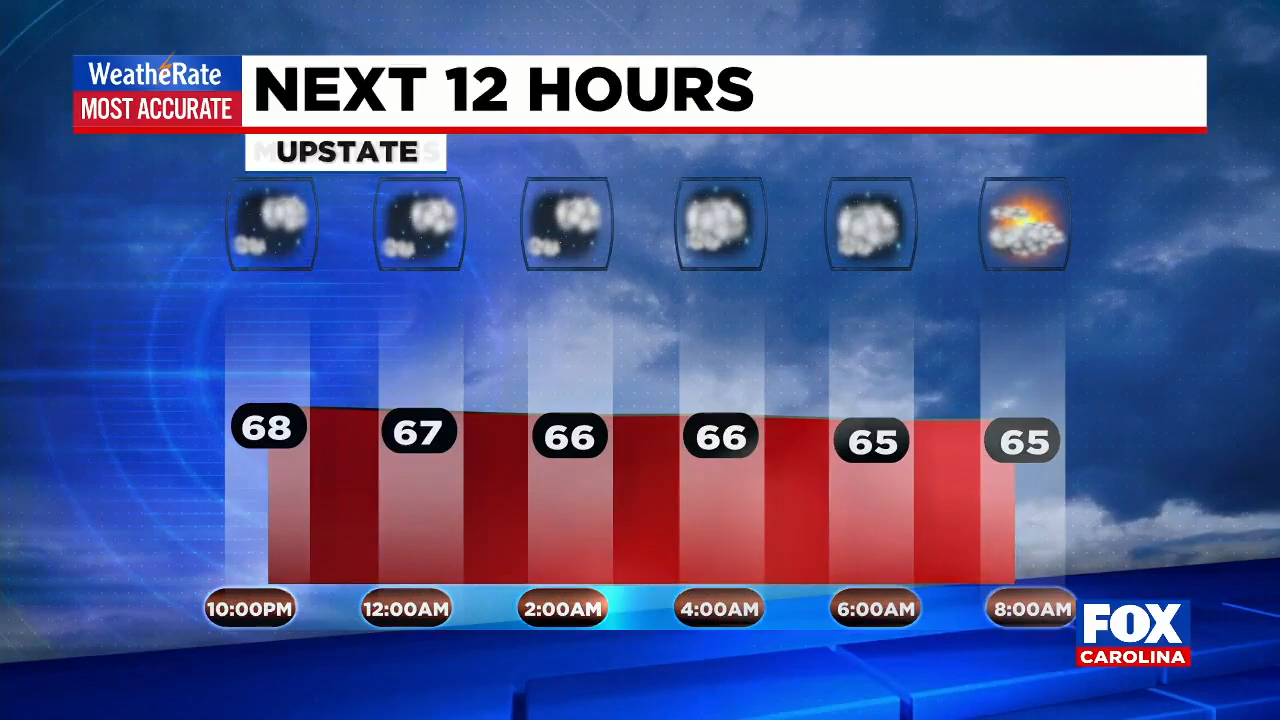 WeatheRate
MOST ACCURATE
NEXT 12 HOURS
UPSTATE
68 67 66 66 65 65
10:00PM 12:00AM 2:00AM 4:00AM 6:00AM 8:00AM
FOX
CAROLINA